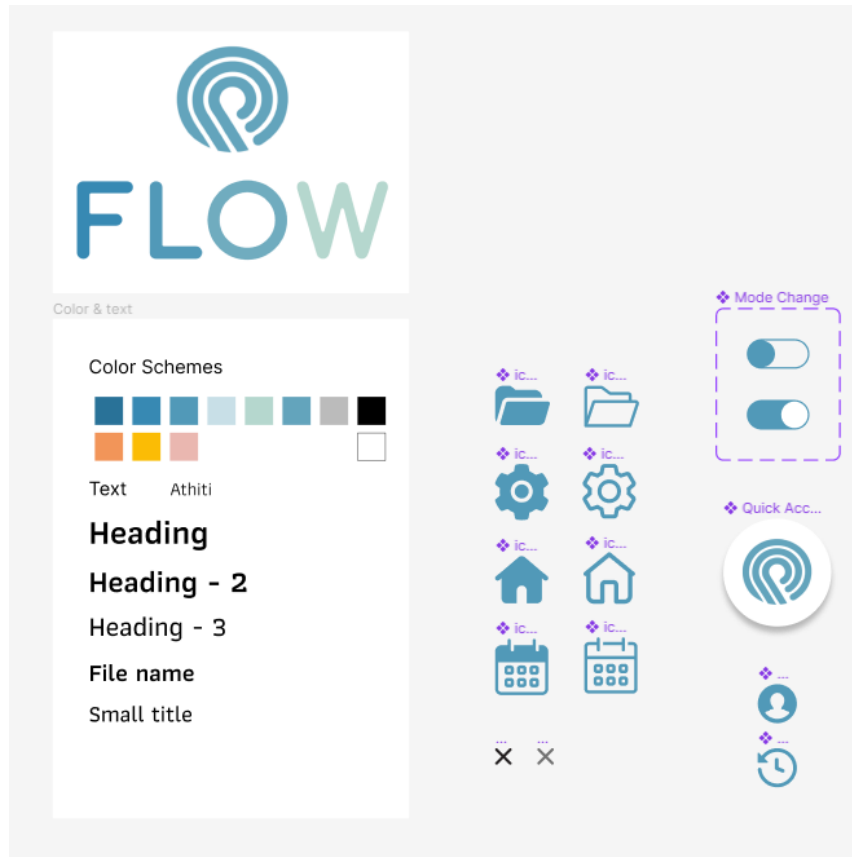 FLOW
Color & text
Color Schemes
Text Athiti
Heading
Heading - 2
Heading - 3
File name
Small title
ic... ic...
ic... ic...
ic... ic...
ic... ic...
... ...
Mode Change
Quick Acc...
...
...